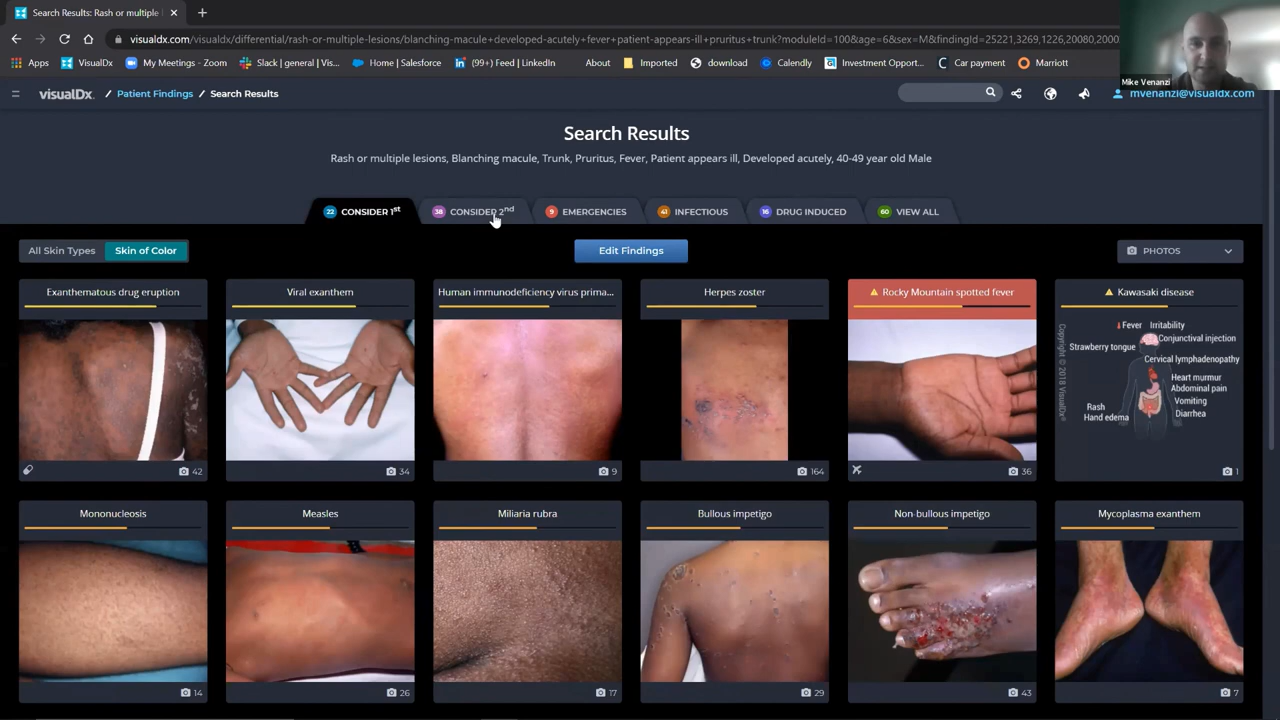 Search Results: Rash or multiple
visualdx.com/visualdx/differential/rash-or-multiple-lesions/blanching-macule+developed-acutely+fever+patient-appears-ill+pruritus+trunk?moduleId=100&age=6&sex=M&findingId=25221,3269,1226,20080,2000
Apps VisualDx My Meetings - Zoom Slack | general | Vis... Home | Salesforce (99+) Feed | LinkedIn About Imported download Calendly Investment Opport... Car payment Marriott
Mike Venanzi
visualDx / Patient Findings / Search Results mvenanzi@visualdx.com
Search Results
Rash or multiple lesions, Blanching macule, Trunk, Pruritus, Fever, Patient appears ill, Developed acutely, 40-49 year old Male
22 CONSIDER 1st 38 CONSIDER 2nd 9 EMERGENCIES 41 INFECTIOUS 16 DRUG INDUCED 60 VIEW ALL
All Skin Types Skin of Color Edit Findings PHOTOS
Exanthematous drug eruption Viral exanthem Human immunodeficiency virus prima... Herpes zoster Rocky Mountain spotted fever Kawasaki disease
Copyright © 2018 VisualDx
Fever Irritability
Conjunctival injection
Strawberry tongue
Cervical lymphadenopathy
Heart murmur
Abdominal pain
Rash Vomiting
Hand edema Diarrhea
42 34 9 164 36 1
Mononucleosis Measles Miliaria rubra Bullous impetigo Non-bullous impetigo Mycoplasma exanthem
14 26 17 29 43 7